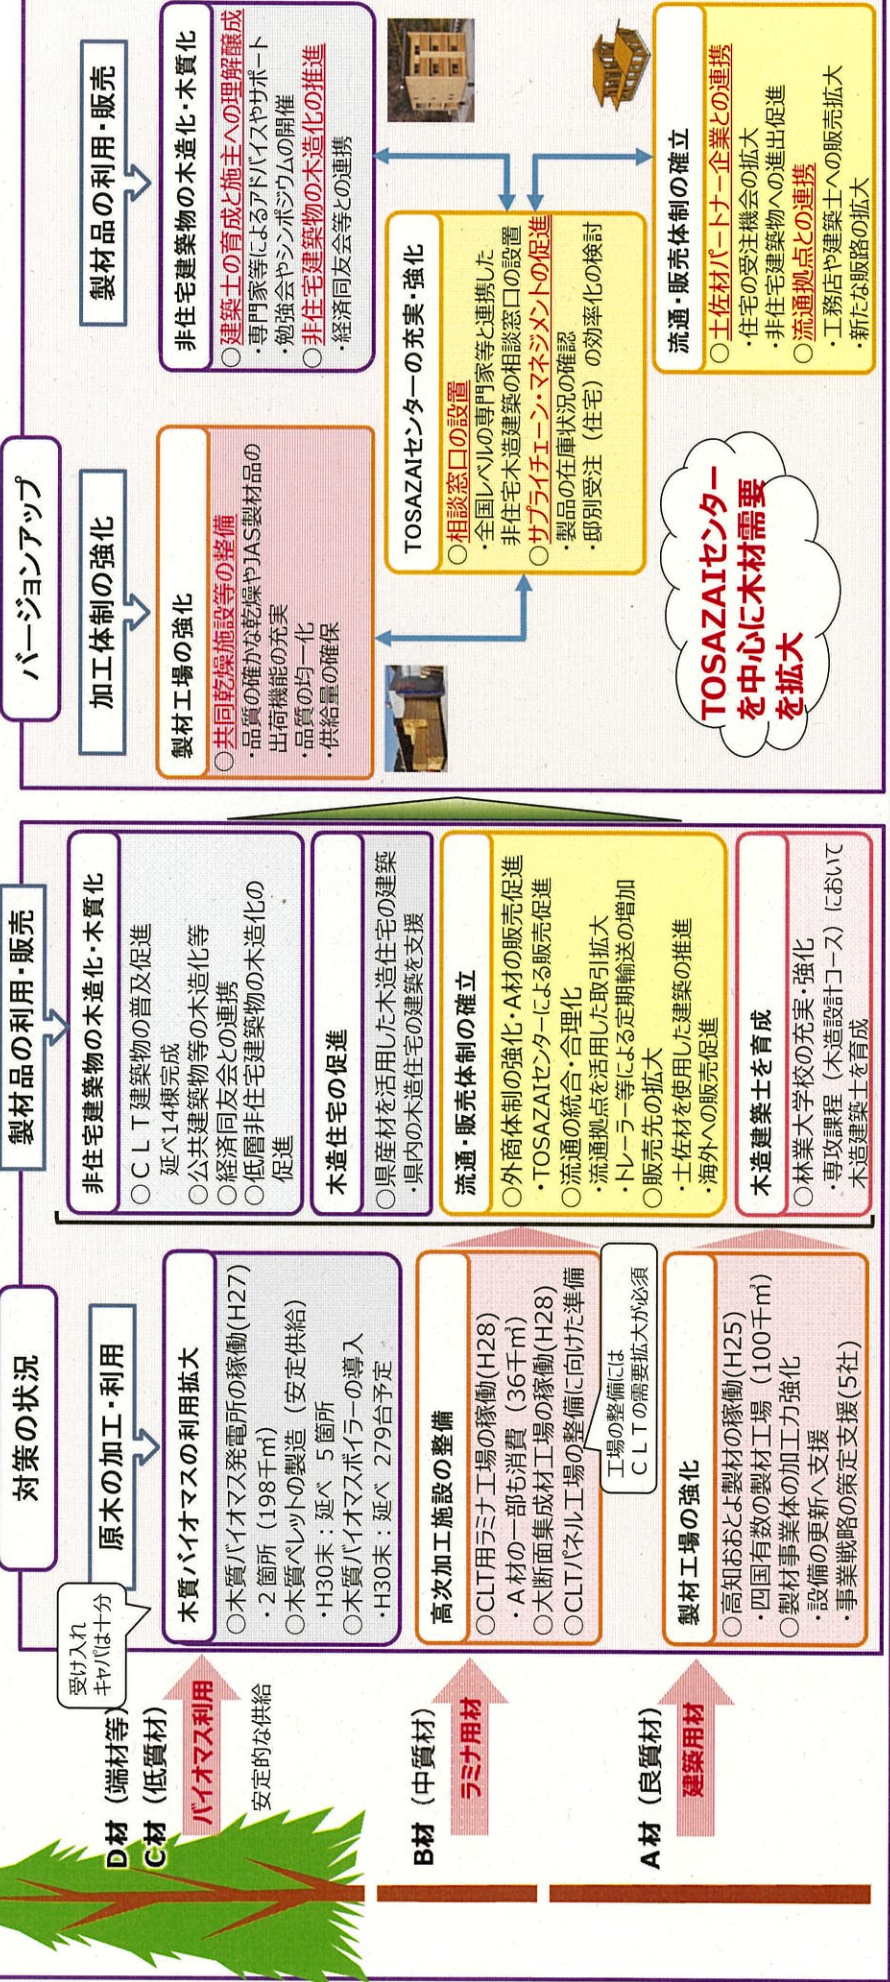 対策の状況
原木の加工・利用
受け入れ
キャパは十分
D材（端材等）
C材（低質材）
バイオマス利用
安定的な供給
B材（中質材）
ラミナ用材
A材（良質材）
建築用材
木質バイオマスの利用拡大
○木質バイオマス発電所の稼働(H27)
・2箇所（198千㎥）
○木質ペレットの製造（安定供給）
・H30末：延べ 5箇所
○木質バイオマスボイラーの導入
・H30末：延べ 279台予定
高次加工施設の整備
○CLT用ラミナ工場の稼働(H28)
・A材の一部も消費（36千㎥）
○大断面集成材工場の稼働(H28)
○CLTパネル工場の整備に向けた準備
工場の整備には
CLTの需要拡大が必須
製材工場の強化
○高知おおとよ製材の稼働(H25)
・四国有数の製材工場（100千㎥）
○製材事業体の加工力強化
・設備の更新へ支援
・事業戦略の策定支援(5社)
製材品の利用・販売
非住宅建築物の木造化・木質化
○CLT建築物の普及促進
延べ14棟完成
○公共建築物等の木造化等
○経済同友会との連携
○低層非住宅建築物の木造化の
促進
木造住宅の促進
○県産材を活用した木造住宅の建築
・県内の木造住宅の建築を支援
流通・販売体制の確立
○外商体制の強化・A材の販売促進
・TOSAZAIセンターによる販売促進
○流通の統合・合理化
・流通拠点を活用した取引拡大
・トレーラー等による定期輸送の増加
○販売先の拡大
・土佐材を使用した建築の推進
・海外への販売促進
木造建築士を育成
○林業大学校の充実・強化
・専攻課程（木造設計コース）において
木造建築士を育成
バージョンアップ
加工体制の強化
製材工場の強化
○共同乾燥施設等の整備
・品質の確かな乾燥やJAS製材品の
出荷機能の充実
・品質の均一化
・供給量の確保
製材品の利用・販売
非住宅建築物の木造化・木質化
○建築士の育成と施主への理解醸成
・専門家等によるアドバイスやサポート
・勉強会やシンポジウムの開催
○非住宅建築物の木造化の推進
・経済同友会等との連携
TOSAZAIセンターの充実・強化
○相談窓口の設置
・全国レベルの専門家等と連携した
非住宅木造建築の相談窓口の設置
○サプライチェーン・マネジメントの促進
・製品の在庫状況の確認
・邸別受注（住宅）の効率化の検討
流通・販売体制の確立
○土佐材パートナー企業との連携
・住宅の受注機会の拡大
・非住宅建築物への進出促進
○流通拠点との連携
・工務店や建築士への販売拡大
・新たな販路の拡大
TOSAZAIセンター
を中心に木材需要
を拡大